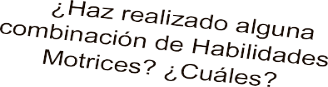 ¿Haz realizado alguna
combinación de Habilidades
Motrices? ¿Cuáles?